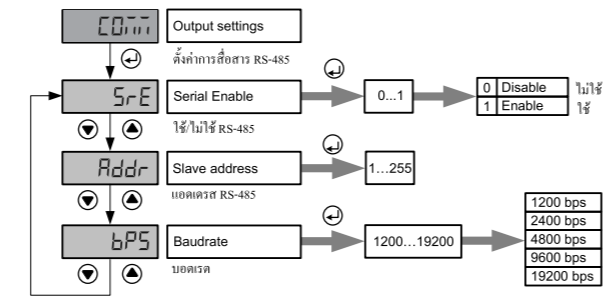 COMM Output settings
ตั้งค่าการสื่อสาร RS-485
SrE Serial Enable 0...1 0 Disable ไม่ใช้
1 Enable ใช้
ใช้/ไม่ใช้ RS-485
Addr Slave address 1...255
แอดเดรส RS-485
bPS Baudrate 1200...19200
บอดเรต
1200 bps
2400 bps
4800 bps
9600 bps
19200 bps